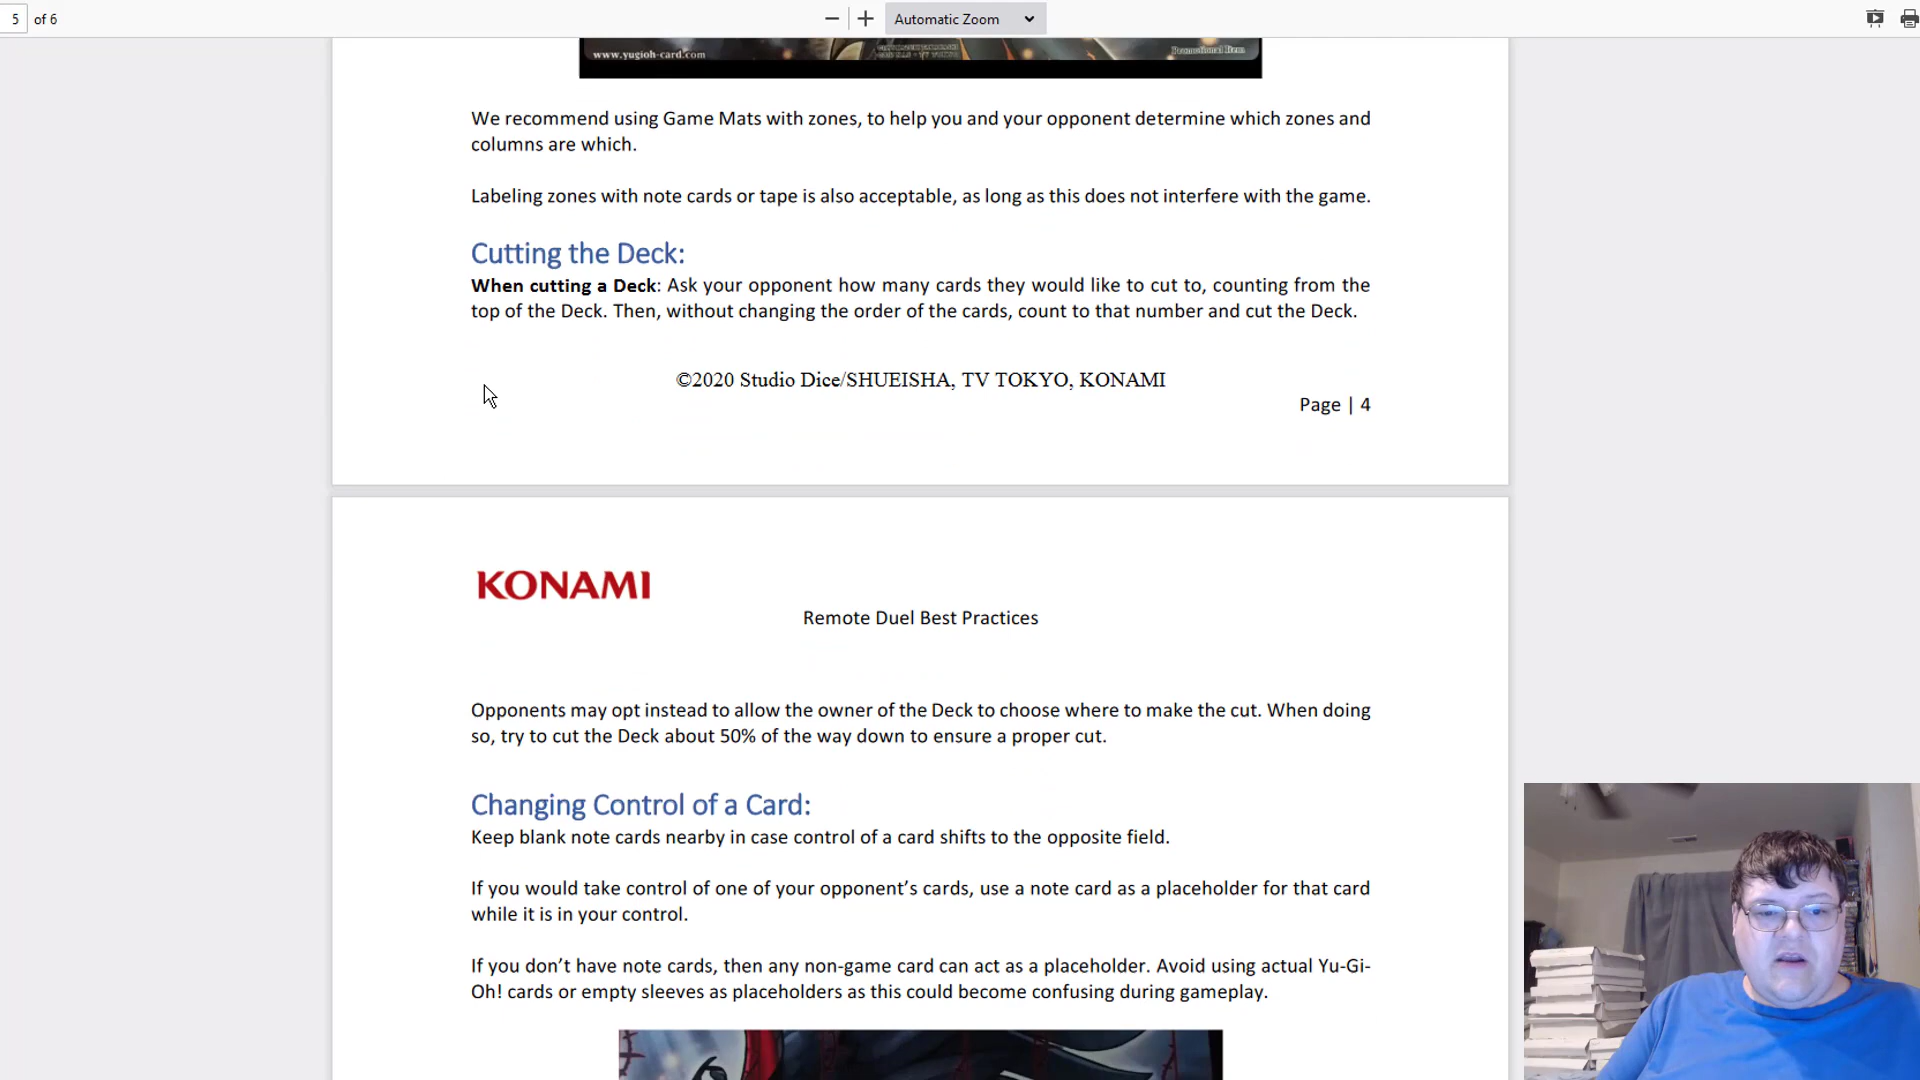 5 of 6
Automatic Zoom
www.yugioh-card.com
Promotional Item
We recommend using Game Mats with zones, to help you and your opponent determine which zones and
columns are which.
Labeling zones with note cards or tape is also acceptable, as long as this does not interfere with the game.
Cutting the Deck:
When cutting a Deck: Ask your opponent how many cards they would like to cut to, counting from the
top of the Deck. Then, without changing the order of the cards, count to that number and cut the Deck.
©2020 Studio Dice/SHUEISHA, TV TOKYO, KONAMI
Page | 4
KONAMI
Remote Duel Best Practices
Opponents may opt instead to allow the owner of the Deck to choose where to make the cut. When doing
so, try to cut the Deck about 50% of the way down to ensure a proper cut.
Changing Control of a Card:
Keep blank note cards nearby in case control of a card shifts to the opposite field.
If you would take control of one of your opponent’s cards, use a note card as a placeholder for that card
while it is in your control.
If you don’t have note cards, then any non-game card can act as a placeholder. Avoid using actual Yu-Gi-
Oh! cards or empty sleeves as placeholders as this could become confusing during gameplay.